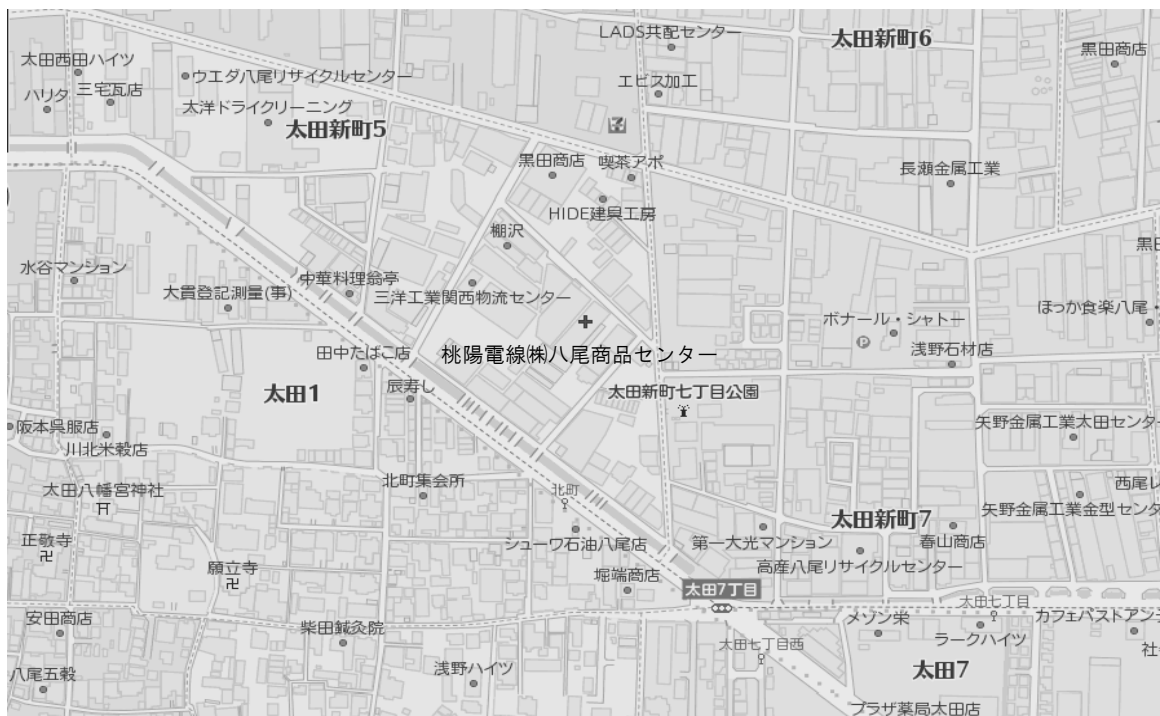 LADS共配センター
太田新町6
黒田商店
太田西田ハイツ
ウエダ八尾リサイクルセンター
エビス加工
ハリタ
三宅瓦店
太洋ドライクリーニング
太田新町5
黒田商店
喫茶アポ
長瀬金属工業
HIDE建具工房
棚沢
黒田
水谷マンション
中華料理翁亭
大貫登記測量(事)
三洋工業関西物流センター
ほっか食楽八尾・
ボナール・シャトー
P
浅野石材店
田中たばこ店
桃陽電線㈱八尾商品センター
太田1
辰寿し
太田新町七丁目公園
阪本呉服店
川北米穀店
矢野金属工業太田センター
北町集会所
太田八幡宮神社
北町
西尾レ
矢野金属工業金型センタ
太田新町7
正敬寺
シューワ石油八尾店
第一大光マンション
春山商店
願立寺
高産八尾リサイクルセンター
堀端商店
太田7丁目
太田七丁目
安田商店
柴田鍼灸院
メゾン栄
ラークハイツ
カフェバストアンテ
太田七丁目西
社
浅野ハイツ
太田7
八尾五穀
プラザ薬局太田店